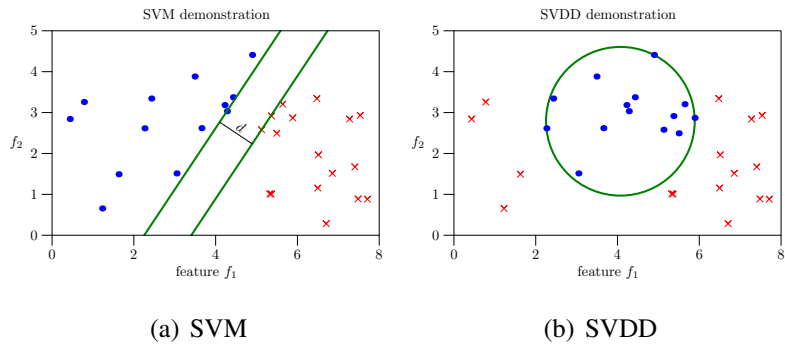 SVM demonstration
5
4
3
2
1
0
f2
d
0 2 4 6 8
feature f1
(a) SVM
SVDD demonstration
5
4
3
2
1
0
f2
0 2 4 6 8
feature f1
(b) SVDD